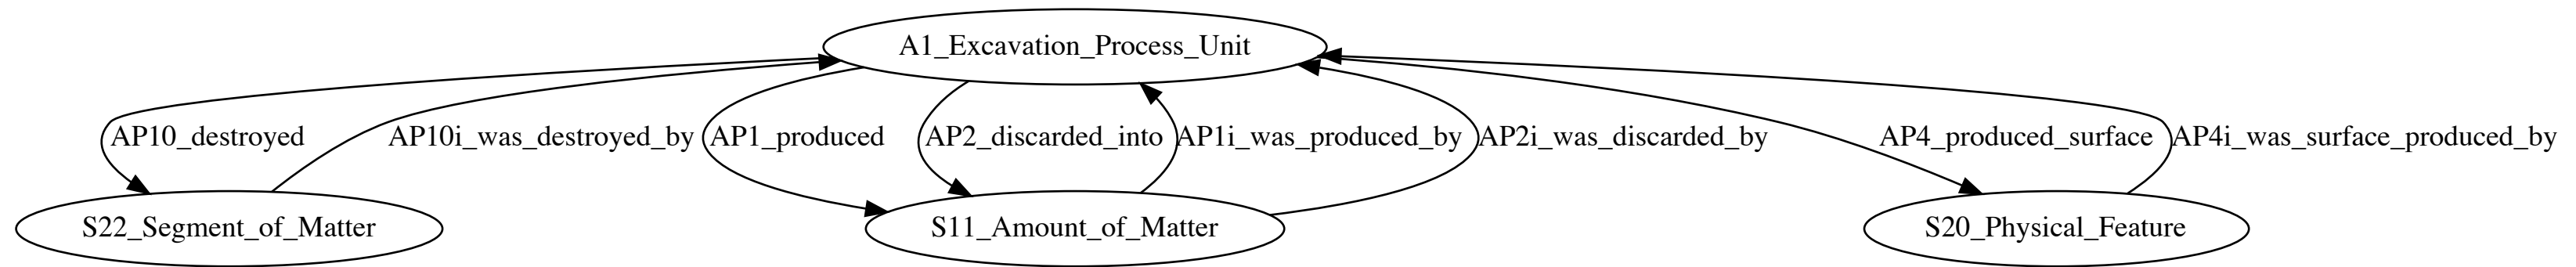 A1_Excavation_Process_Unit
AP10_destroyed
AP10i_was_destroyed_by
AP1_produced
AP2_discarded_into
AP1i_was_produced_by
AP2i_was_discarded_by
AP4_produced_surface
AP4i_was_surface_produced_by
S22_Segment_of_Matter
S11_Amount_of_Matter
S20_Physical_Feature